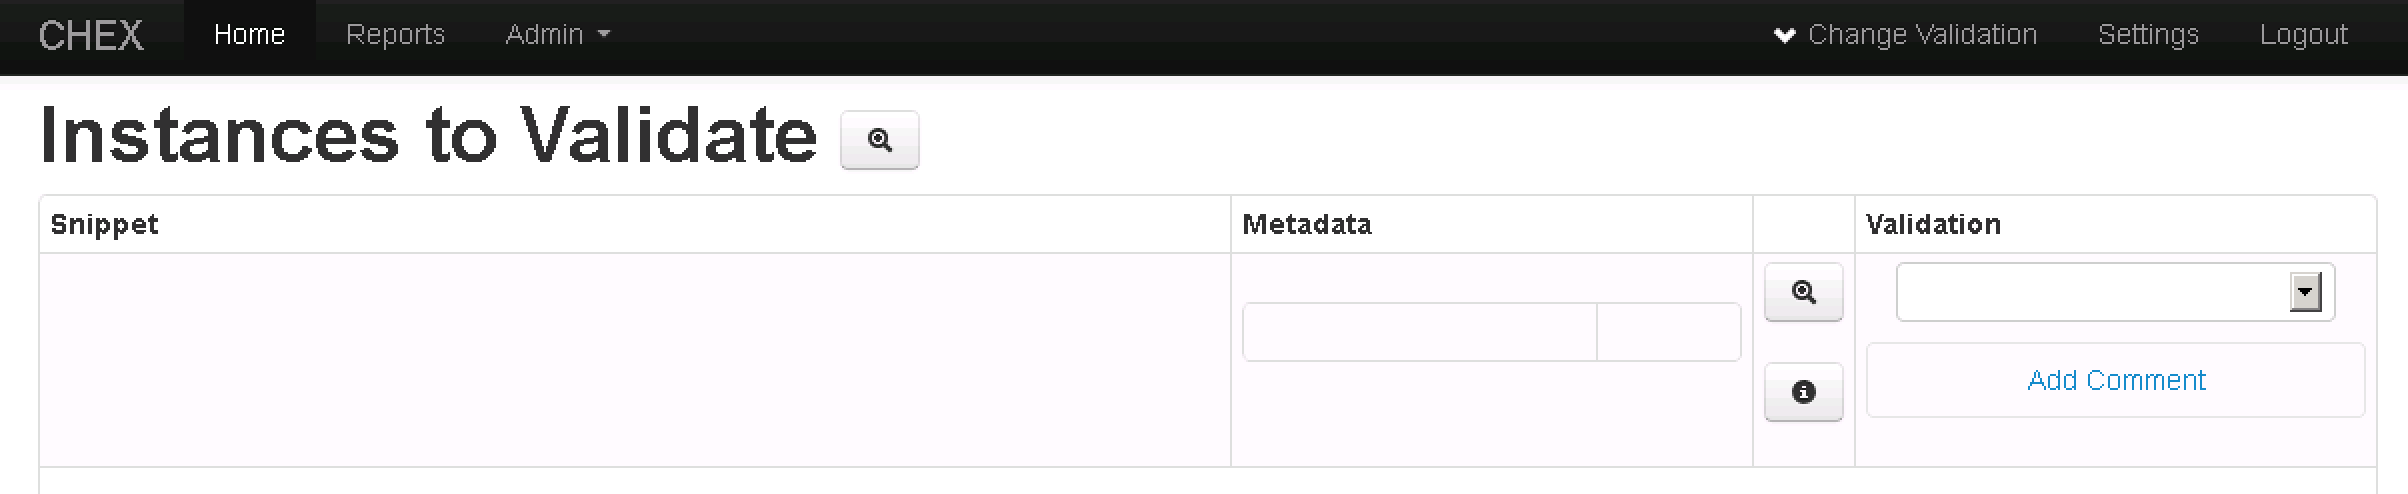 CHEX Home Reports Admin Change Validation Settings Logout
Instances to Validate
Snippet Metadata Validation
Add Comment